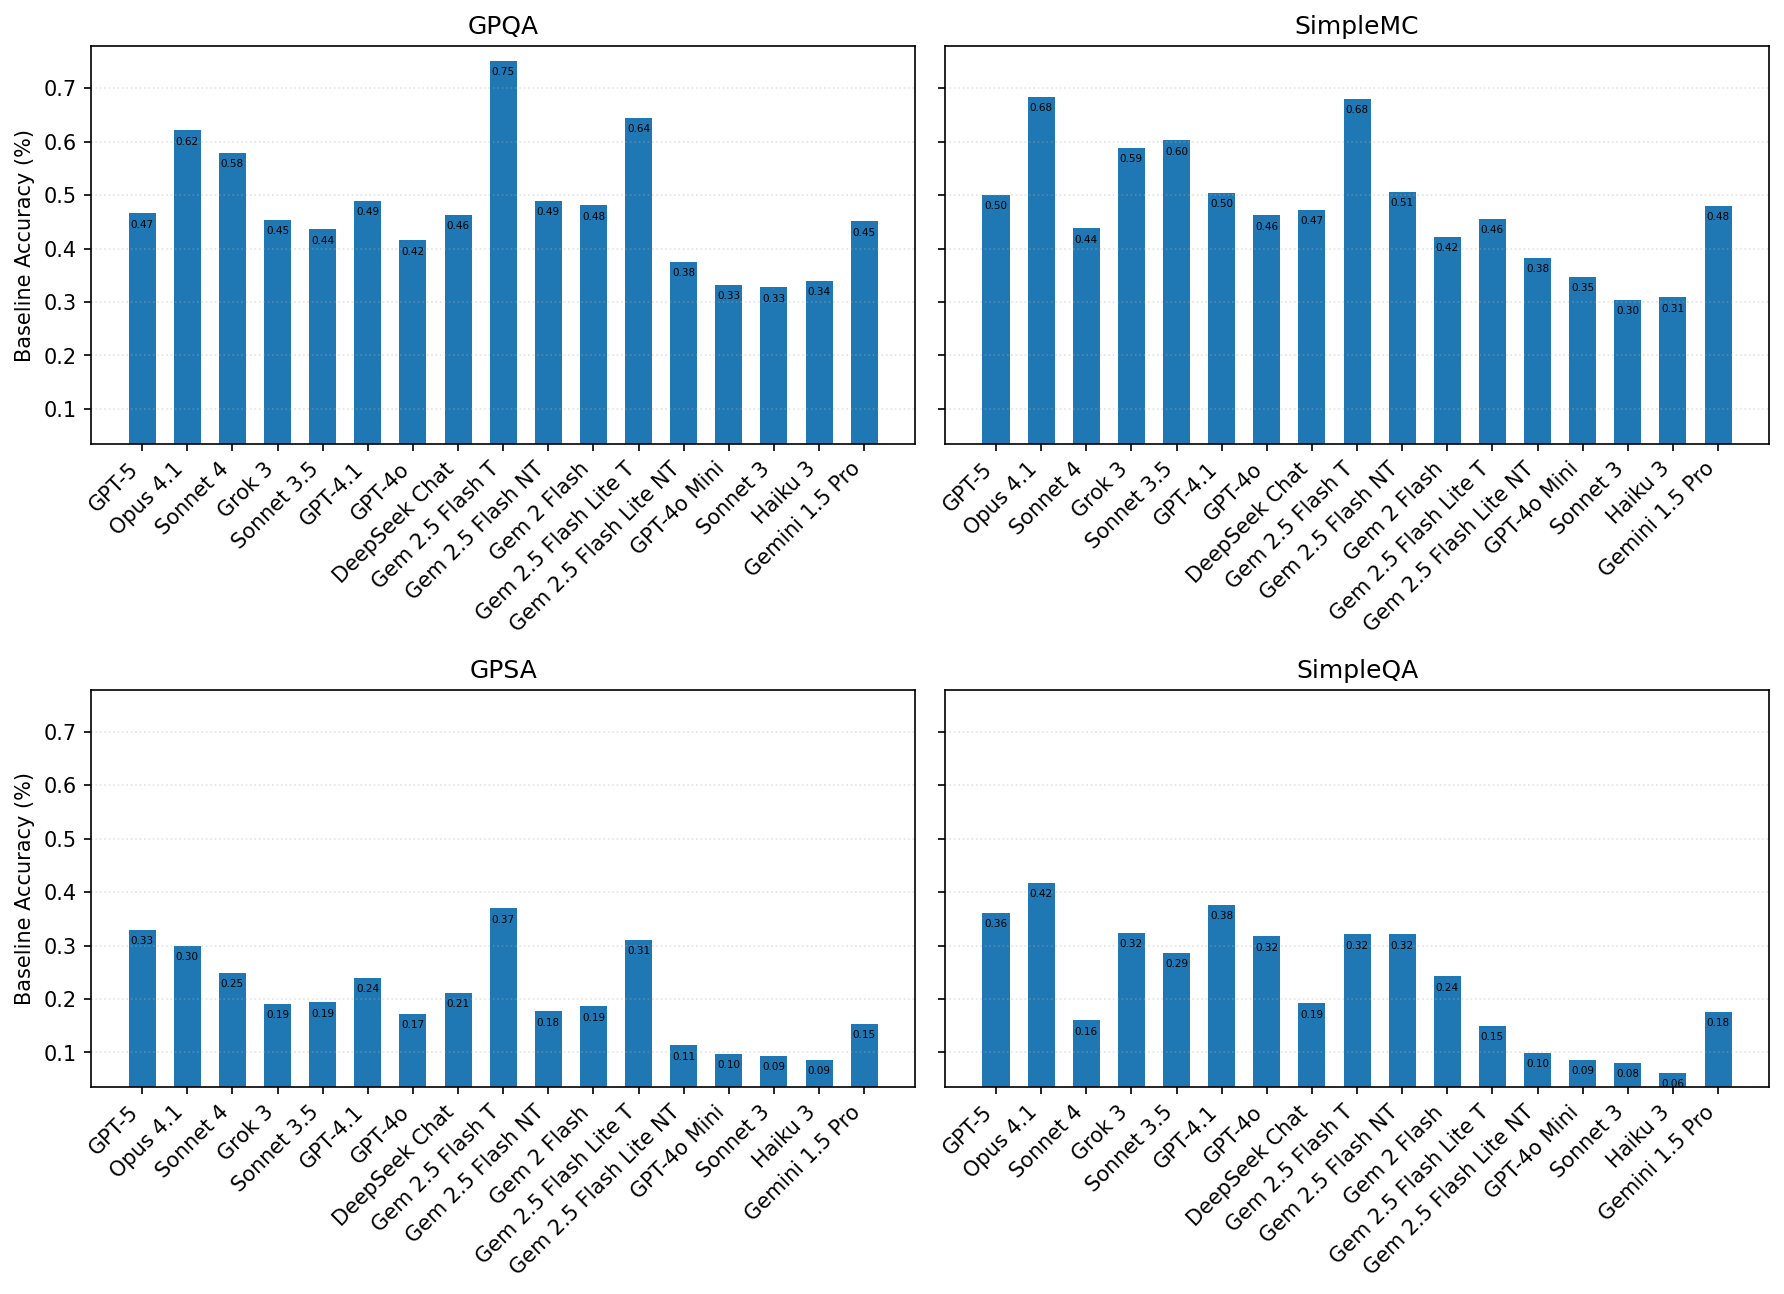 GPQA
SimpleMC
Baseline Accuracy (%)
0.7
0.6
0.5
0.4
0.3
0.2
0.1
0.47
0.62
0.58
0.45
0.44
0.49
0.42
0.46
0.75
0.49
0.48
0.64
0.38
0.33
0.33
0.34
0.45
GPT-5
Opus 4.1
Sonnet 4
Grok 3
Sonnet 3.5
GPT-4.1
GPT-4o
DeepSeek Chat
Gem 2.5 Flash T
Gem 2.5 Flash NT
Gem 2 Flash
Gem 2.5 Flash Lite T
Gem 2.5 Flash Lite NT
GPT-4o Mini
Sonnet 3
Haiku 3
Gemini 1.5 Pro
0.50
0.68
0.44
0.59
0.60
0.50
0.46
0.47
0.68
0.51
0.42
0.46
0.38
0.35
0.30
0.31
0.48
GPT-5
Opus 4.1
Sonnet 4
Grok 3
Sonnet 3.5
GPT-4.1
GPT-4o
DeepSeek Chat
Gem 2.5 Flash T
Gem 2.5 Flash NT
Gem 2 Flash
Gem 2.5 Flash Lite T
Gem 2.5 Flash Lite NT
GPT-4o Mini
Sonnet 3
Haiku 3
Gemini 1.5 Pro
GPSA
SimpleQA
Baseline Accuracy (%)
0.7
0.6
0.5
0.4
0.3
0.2
0.1
0.33
0.30
0.25
0.19
0.19
0.24
0.17
0.21
0.37
0.18
0.19
0.31
0.11
0.10
0.09
0.09
0.15
GPT-5
Opus 4.1
Sonnet 4
Grok 3
Sonnet 3.5
GPT-4.1
GPT-4o
DeepSeek Chat
Gem 2.5 Flash T
Gem 2.5 Flash NT
Gem 2 Flash
Gem 2.5 Flash Lite T
Gem 2.5 Flash Lite NT
GPT-4o Mini
Sonnet 3
Haiku 3
Gemini 1.5 Pro
0.36
0.42
0.16
0.32
0.29
0.38
0.32
0.19
0.32
0.32
0.24
0.15
0.10
0.09
0.08
0.06
0.18
GPT-5
Opus 4.1
Sonnet 4
Grok 3
Sonnet 3.5
GPT-4.1
GPT-4o
DeepSeek Chat
Gem 2.5 Flash T
Gem 2.5 Flash NT
Gem 2 Flash
Gem 2.5 Flash Lite T
Gem 2.5 Flash Lite NT
GPT-4o Mini
Sonnet 3
Haiku 3
Gemini 1.5 Pro